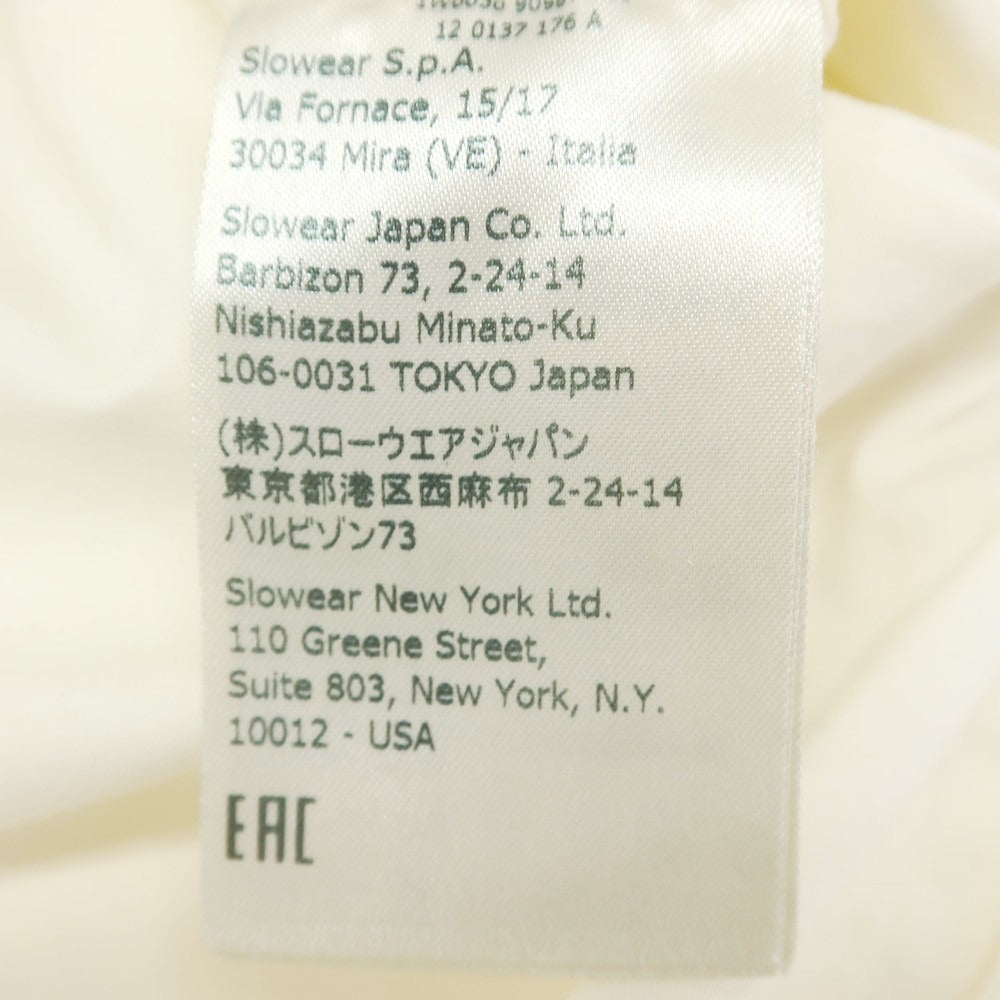 12 0137 176 A
Slowear S.p.A.
Via Fornace, 15/17
30034 Mira (VE) - Italia
Slowear Japan Co. Ltd.
Barbizon 73, 2-24-14
Nishiazabu Minato-Ku
106-0031 TOKYO Japan
(株)スローウエアジャパン
東京都港区西麻布 2-24-14
バルビゾン73
Slowear New York Ltd.
110 Greene Street,
Suite 803, New York, N.Y.
10012 - USA
EAC